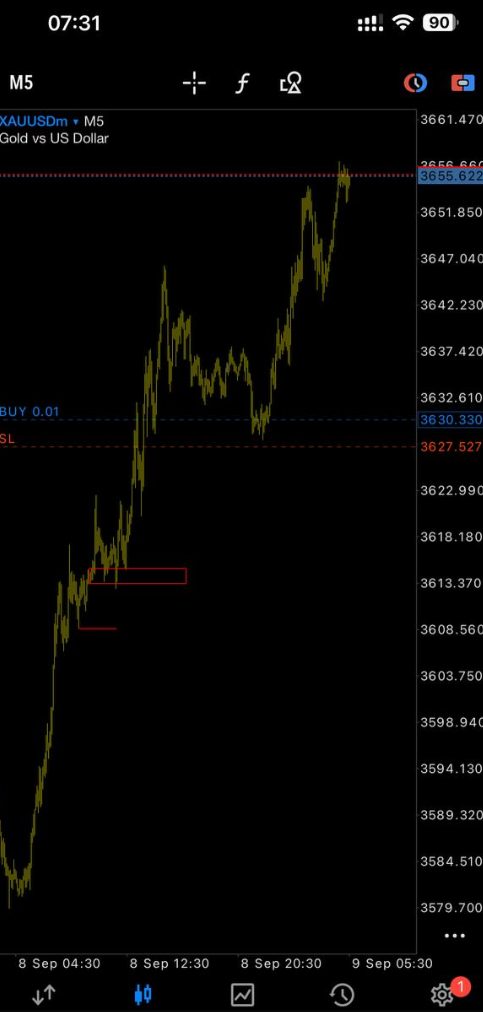 07:31
90
M5
f
XAUUSDm ▾ M5
Gold vs US Dollar
3661.470
3656.660
3655.622
3651.850
3647.040
3642.230
3637.420
3632.610
BUY 0.01
3630.330
SL
3627.527
3622.990
3618.180
3613.370
3608.560
3603.750
3598.940
3594.130
3589.320
3584.510
3579.700
8 Sep 04:30
8 Sep 12:30
8 Sep 20:30
9 Sep 05:30
1